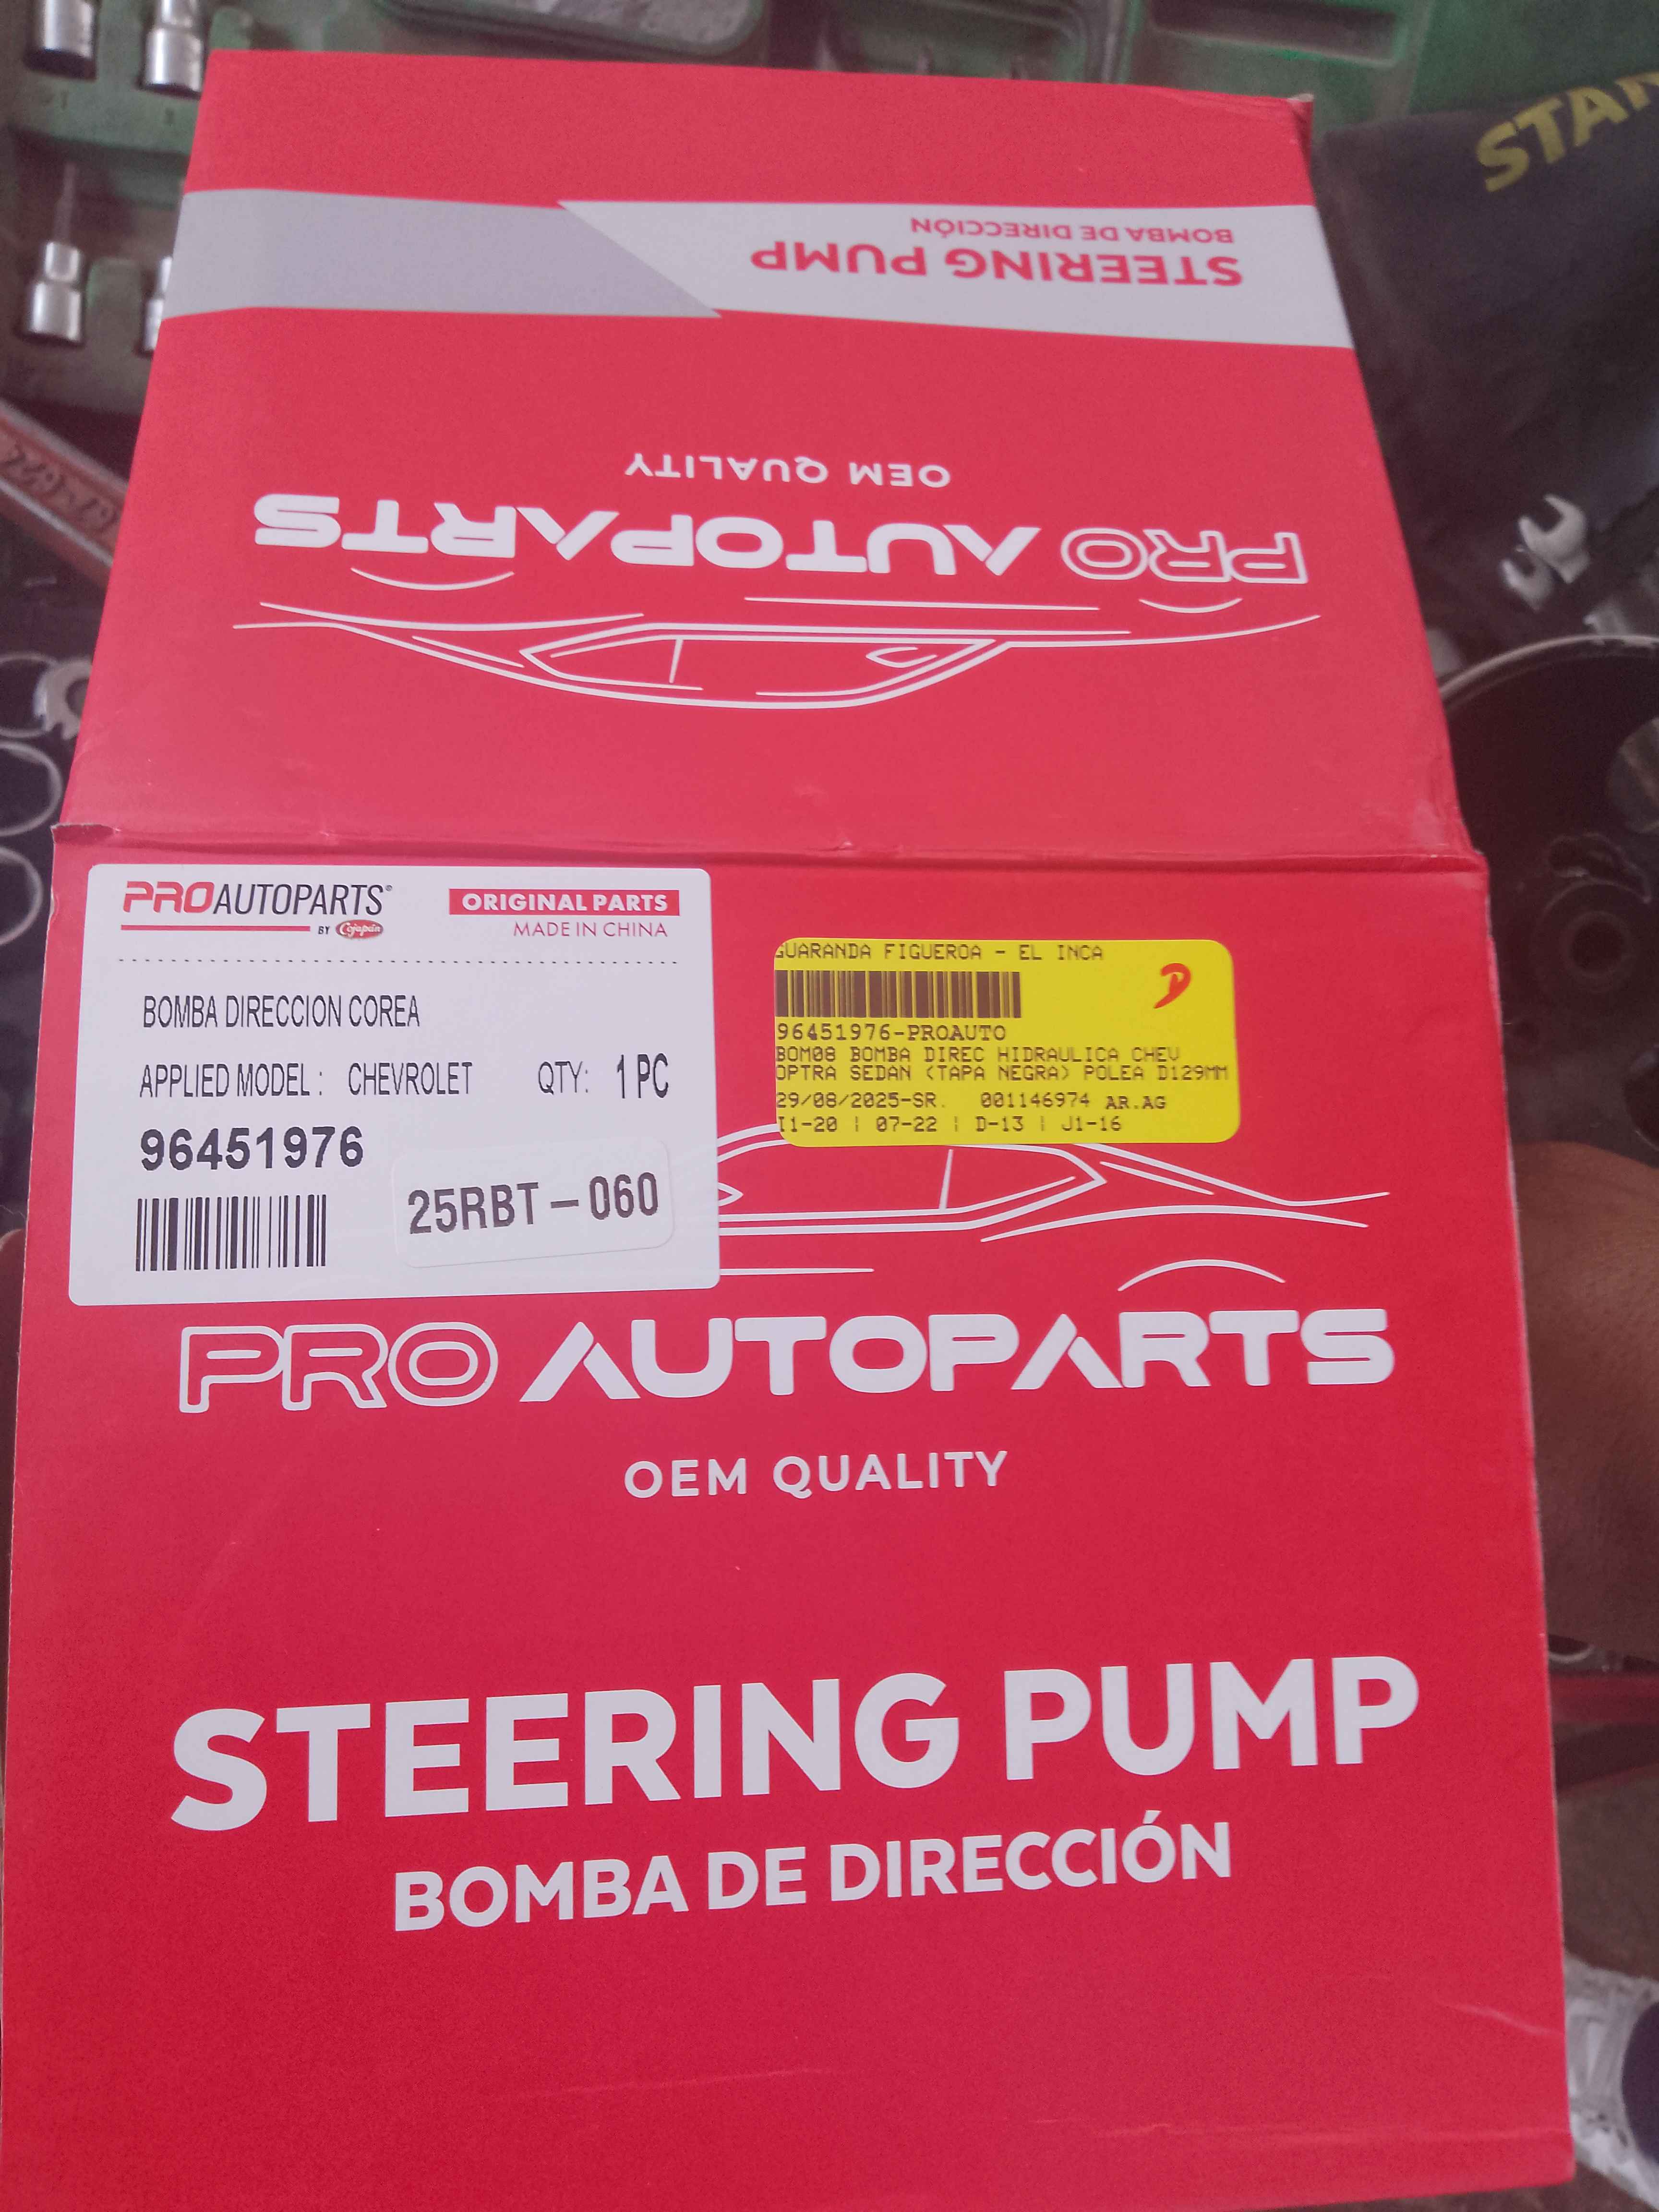 STAN
BOMBA DE DIRECCIÓN
STEERING PUMP
OEM QUALITY
PRO AUTOPARTS
PROAUTOPARTS®
BY Cojapan
ORIGINAL PARTS
MADE IN CHINA
BOMBA DIRECCION COREA
APPLIED MODEL : CHEVROLET QTY: 1 PC
96451976
25RBT-060
GUARANDA FIGUEROA - EL INCA
96451976-PROAUTO
BOM08 BOMBA DIREC HIDRAULICA CHEV
OPTRA SEDAN (TAPA NEGRA) POLEA D129MM
29/08/2025-SR. 001146974 AR.AG
I1-20 | 07-22 | D-13 | J1-16
PRO AUTOPARTS
OEM QUALITY
STEERING PUMP
BOMBA DE DIRECCIÓN